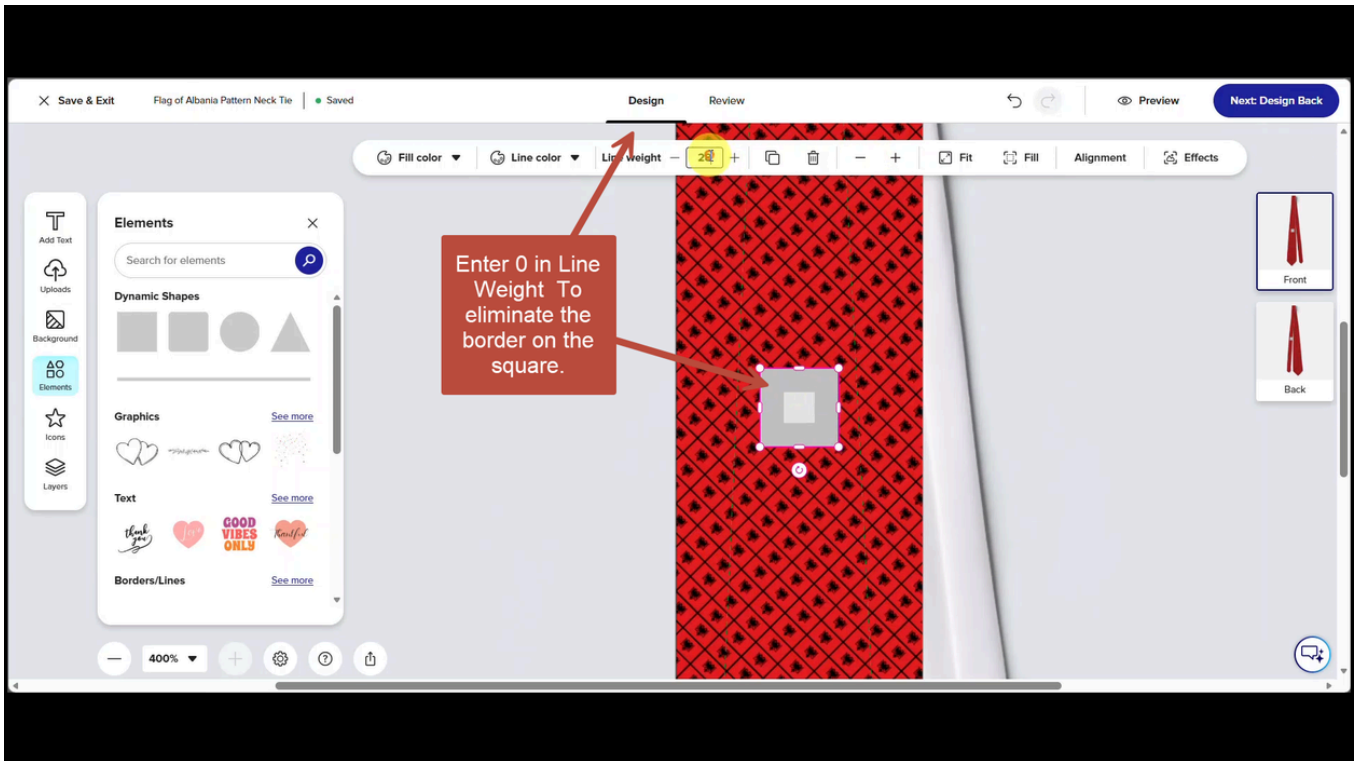 Save & Exit
Flag of Albania Pattern Neck Tie
Saved
Design
Review
Preview
Next: Design Back
Fill color
Line color
Line weight
Fit
Fill
Alignment
Effects
Add Text
Uploads
Background
Elements
Icons
Layers
Elements
Search for elements
Dynamic Shapes
Graphics
See more
Text
See more
thank
you
love
GOOD
VIBES
ONLY
thankful
Borders/Lines
See more
400%
Enter 0 in Line
Weight To
eliminate the
border on the
square.
Front
Back